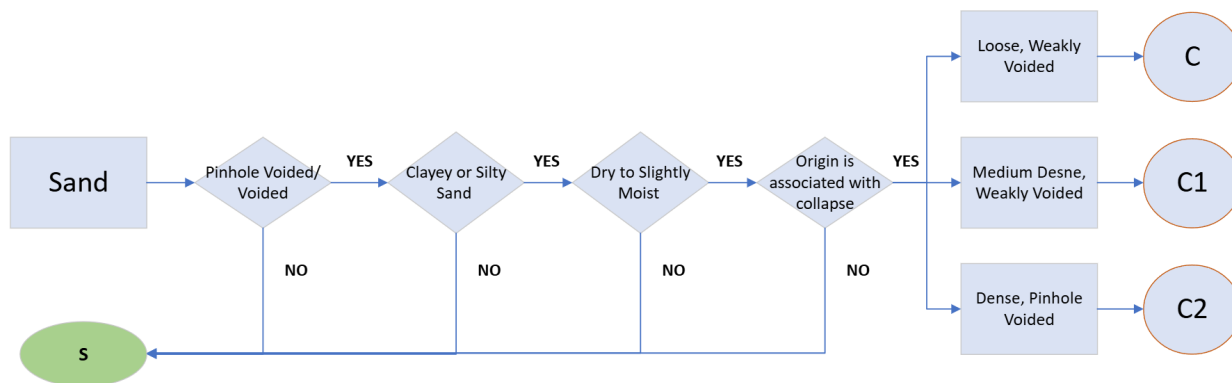 Sand
Pinhole Voided/
Voided
YES
NO
Clayey or Silty
Sand
YES
NO
Dry to Slightly
Moist
YES
NO
Origin is
associated with
collapse
YES
NO
Loose, Weakly
Voided
C
Medium Desne,
Weakly Voided
C1
Dense, Pinhole
Voided
C2
S